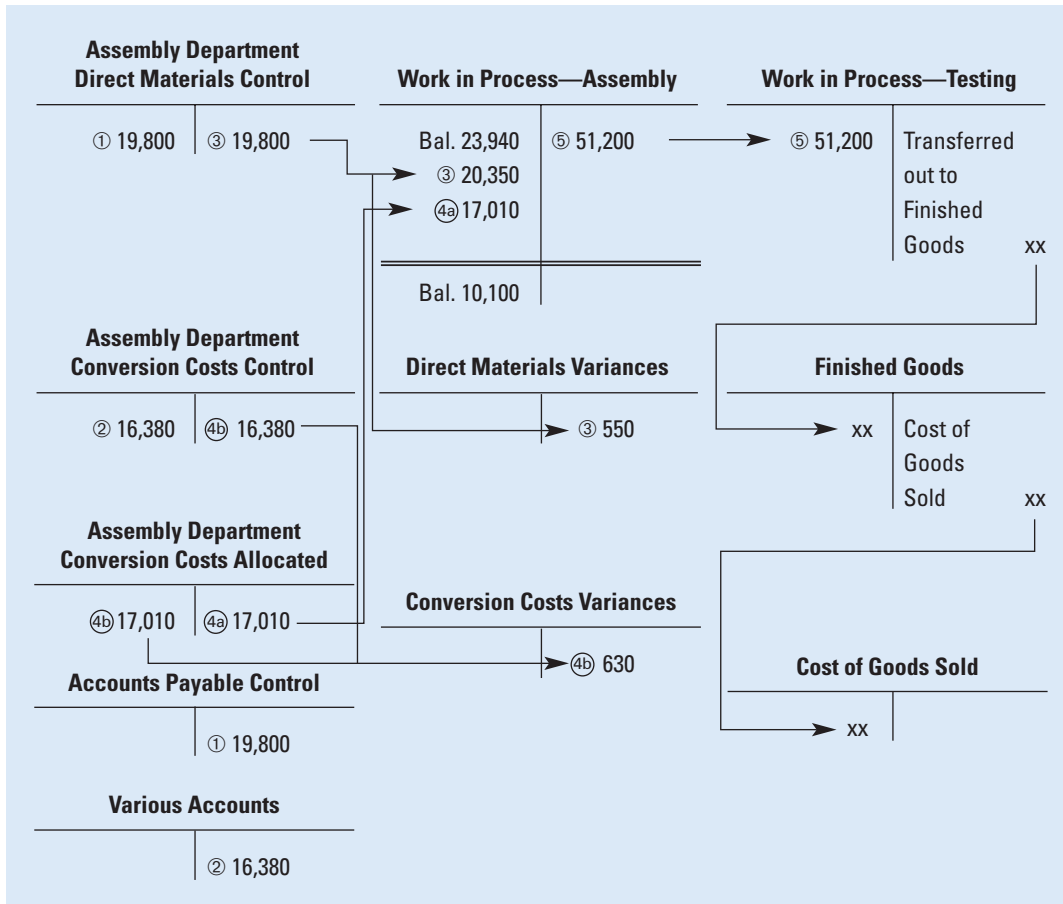 Assembly Department
Direct Materials Control
① 19,800 ③ 19,800
Work in Process—Assembly
Bal. 23,940 ⑤ 51,200
③ 20,350
④a 17,010
Bal. 10,100
Work in Process—Testing
⑤ 51,200 Transferred
out to
Finished
Goods xx
Assembly Department
Conversion Costs Control
② 16,380 ④b 16,380
Direct Materials Variances
③ 550
Finished Goods
xx Cost of
Goods
Sold xx
Assembly Department
Conversion Costs Allocated
④b 17,010 ④a 17,010
Conversion Costs Variances
④b 630
Cost of Goods Sold
xx
Accounts Payable Control
① 19,800
Various Accounts
② 16,380